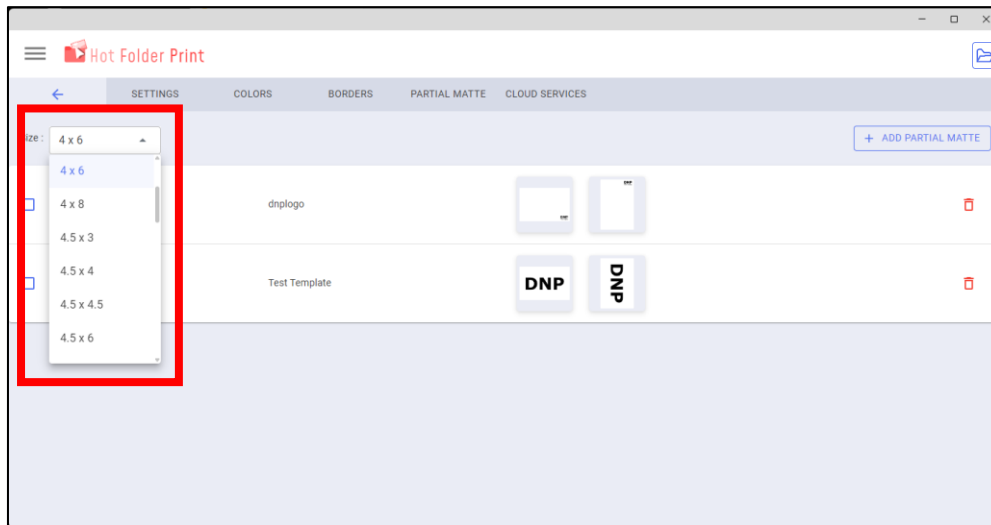 Hot Folder Print
SETTINGS COLORS BORDERS PARTIAL MATTE CLOUD SERVICES
ize : 4 x 6
+ ADD PARTIAL MATTE
4 x 6
4 x 8
dnplogo
DNP
DNP
4.5 x 3
4.5 x 4
Test Template
DNP
DNP
4.5 x 4.5
4.5 x 6